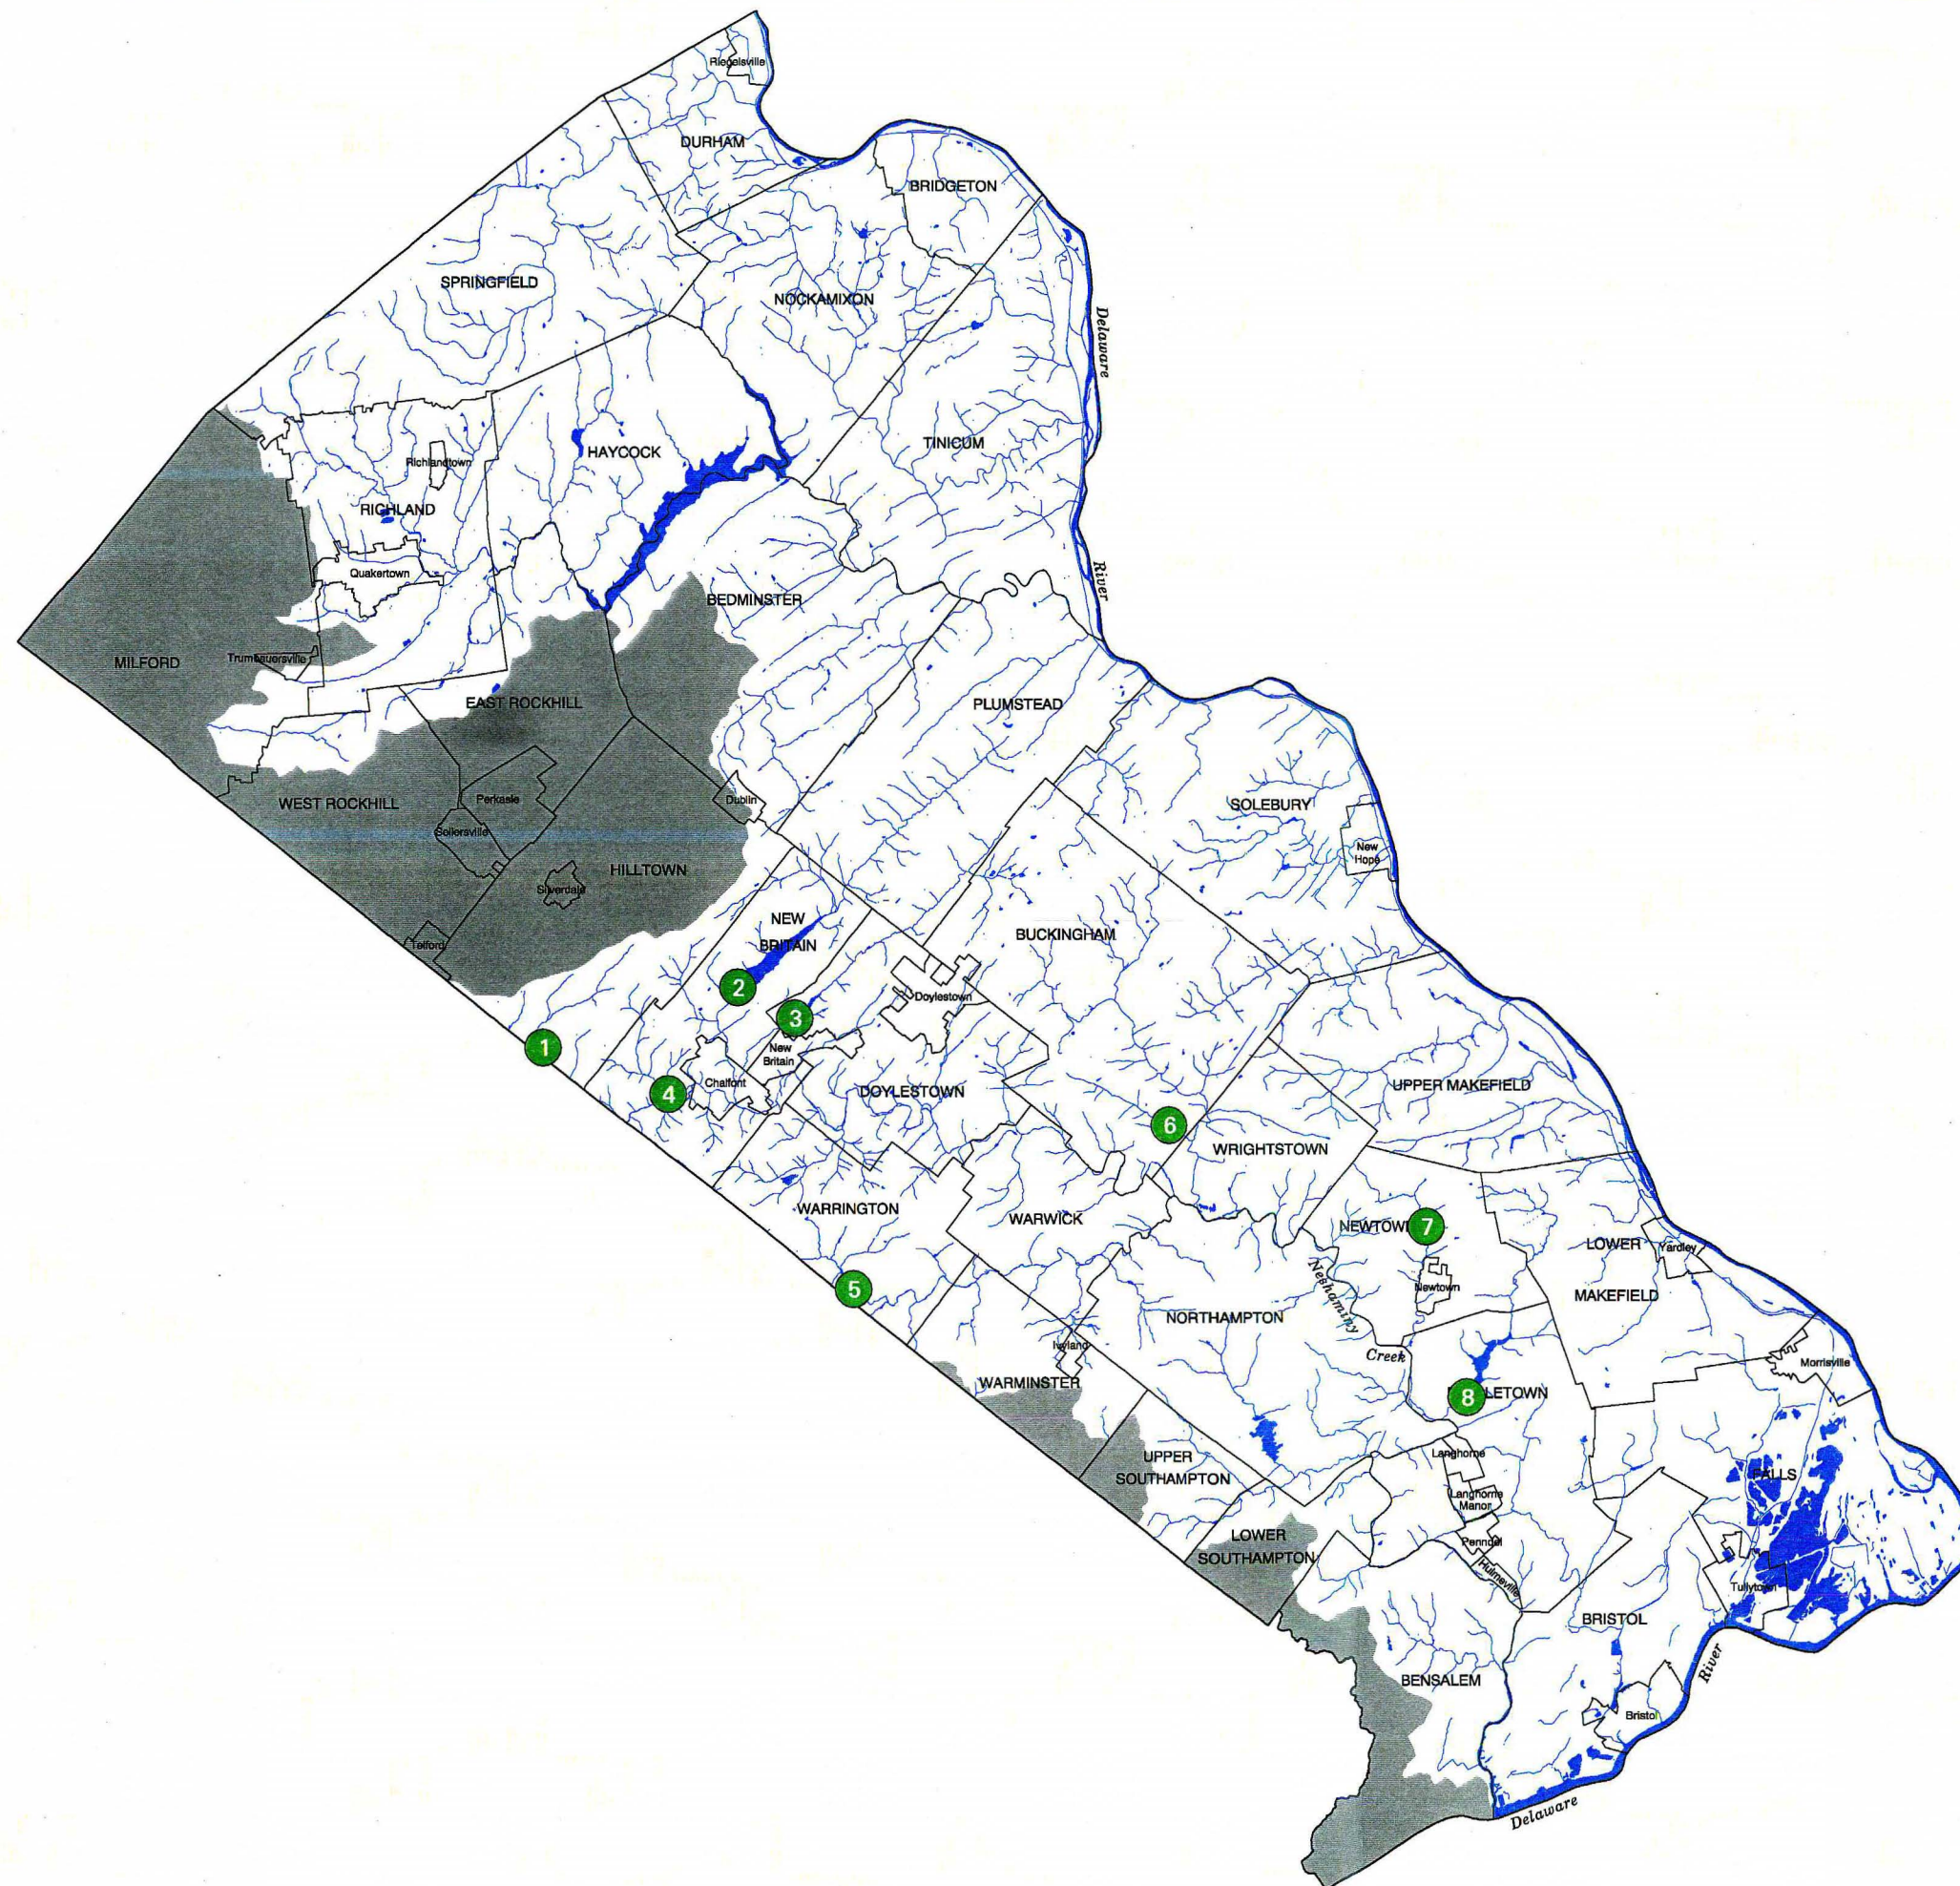 Riegelsville
DURHAM
BRIDGETON
SPRINGFIELD
NOCKAMIXON
Delaware
TINICUM
HAYCOCK
Richlandtown
RICHLAND
Quakertown
River
BEDMINSTER
MILFORD
Trumbauersville
EAST ROCKHILL
PLUMSTEAD
WEST ROCKHILL
Perkasie
Dublin
SOLEBURY
Sellersville
New
Hope
HILLTOWN
Silverdale
NEW
BRITAIN
BUCKINGHAM
Telford
2
Doylestown
3
1
New
Britain
Chalfont
4
DOYLESTOWN
UPPER MAKEFIELD
6
WRIGHTSTOWN
WARRINGTON
WARWICK
NEWTOW
7
LOWER
MAKEFIELD
Yardley
5
Newtown
Neshaminy
Creek
NORTHAMPTON
Ivyland
Morrisville
WARMINSTER
8
LETOWN
Langhorne
UPPER
SOUTHAMPTON
FALLS
Langhorne
Manor
LOWER
SOUTHAMPTON
Penndel
Hulmeville
Tullytown
BRISTOL
River
BENSALEM
Bristol
Delaware